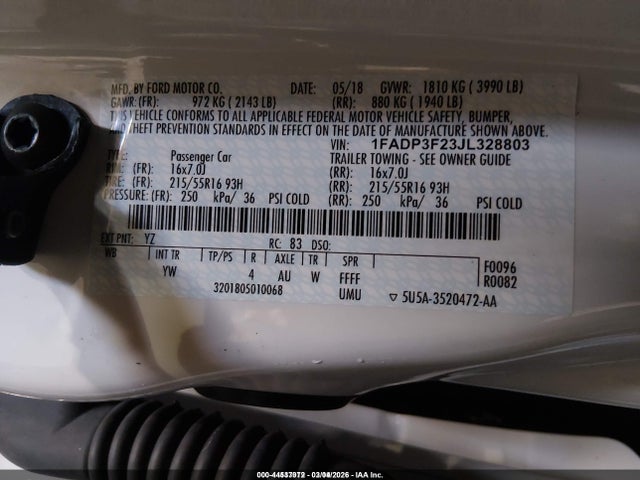 MFD. BY FORD MOTOR CO. DATE: 05/18 GVWR: 1810 KG ( 3990 LB)
GAWR: (FR): 972 KG ( 2143 LB) (RR): 880 KG ( 1940 LB)
THIS VEHICLE CONFORMS TO ALL APPLICABLE FEDERAL MOTOR VEHICLE SAFETY, BUMPER,
AND THEFT PREVENTION STANDARDS IN EFFECT ON THE DATE OF MANUFACTURE SHOWN ABOVE.
VIN: 1FADP3F23JL328803
TYPE: Passenger Car TRAILER TOWING - SEE OWNER GUIDE
RIM: (FR): 16x7.0J (RR): 16x7.0J
TIRE (FR): 215/55R16 93H (RR): 215/55R16 93H
PRESSURE: (FR): 250 kPa/ 36 PSI COLD (RR): 250 kPa/ 36 PSI COLD
EXT PNT: YZ RC: 83 DSO:
WB INT TR TP/PS R AXLE TR SPR F0096
YW 4 AU W FFFF R0082
3201805010068 UMU ▽ 5U5A-3520472-AA
IAA Inc.